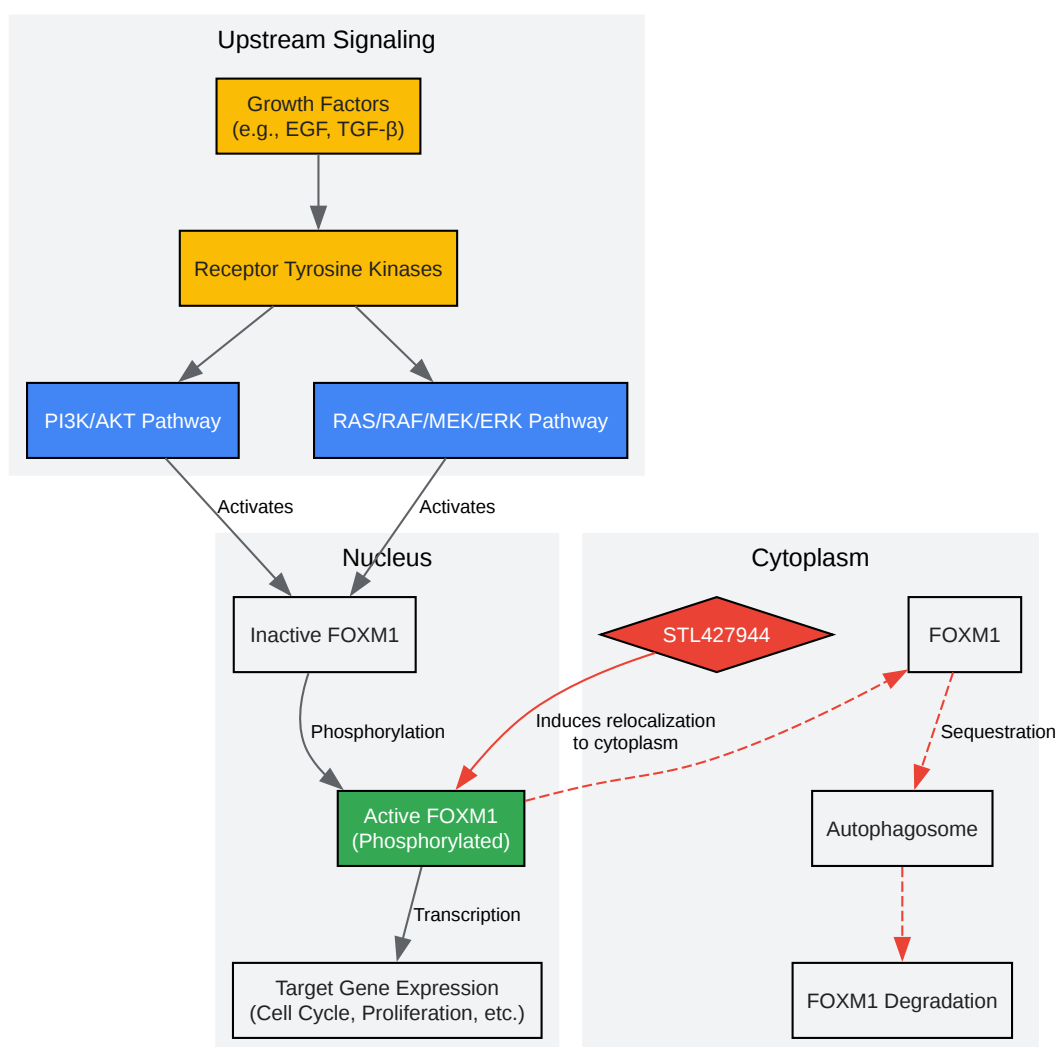 Upstream Signaling
Growth Factors
(e.g., EGF, TGF-β)
Receptor Tyrosine Kinases
PI3K/AKT Pathway
RAS/RAF/MEK/ERK Pathway
Activates
Activates
Nucleus
Cytoplasm
Inactive FOXM1
STL427944
FOXM1
Phosphorylation
Induces relocalization
to cytoplasm
Sequestration
Active FOXM1
(Phosphorylated)
Autophagosome
Transcription
Target Gene Expression
(Cell Cycle, Proliferation, etc.)
FOXM1 Degradation